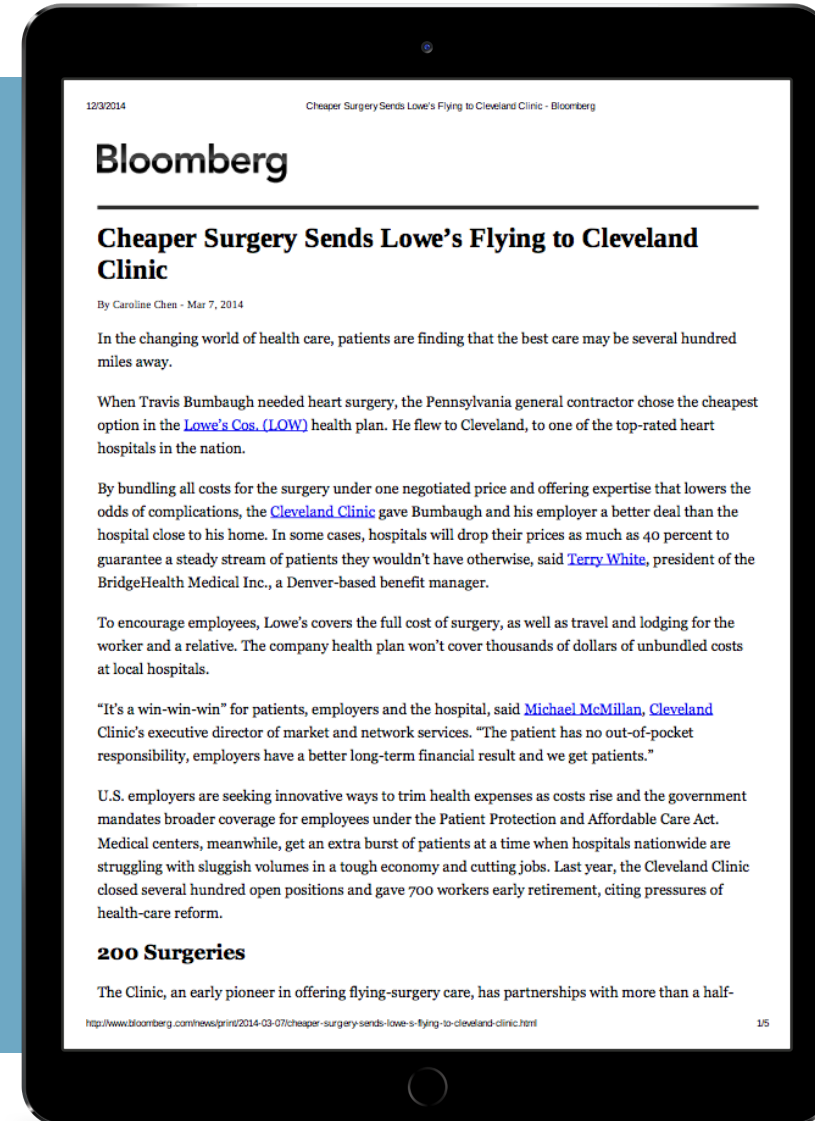 12/3/2014 Cheaper Surgery Sends Lowe's Flying to Cleveland Clinic - Bloomberg
Bloomberg
Cheaper Surgery Sends Lowe's Flying to Cleveland
Clinic
By Caroline Chen - Mar 7, 2014
In the changing world of health care, patients are finding that the best care may be several hundred
miles away.
When Travis Bumbaugh needed heart surgery, the Pennsylvania general contractor chose the cheapest
option in the Lowe's Cos. (LOW) health plan. He flew to Cleveland, to one of the top-rated heart
hospitals in the nation.
By bundling all costs for the surgery under one negotiated price and offering expertise that lowers the
odds of complications, the Cleveland Clinic gave Bumbaugh and his employer a better deal than the
hospital close to his home. In some cases, hospitals will drop their prices as much as 40 percent to
guarantee a steady stream of patients they wouldn't have otherwise, said Terry White, president of the
BridgeHealth Medical Inc., a Denver-based benefit manager.
To encourage employees, Lowe's covers the full cost of surgery, as well as travel and lodging for the
worker and a relative. The company health plan won't cover thousands of dollars of unbundled costs
at local hospitals.
“It's a win-win-win” for patients, employers and the hospital, said Michael McMillan, Cleveland
Clinic's executive director of market and network services. “The patient has no out-of-pocket
responsibility, employers have a better long-term financial result and we get patients.”
U.S. employers are seeking innovative ways to trim health expenses as costs rise and the government
mandates broader coverage for employees under the Patient Protection and Affordable Care Act.
Medical centers, meanwhile, get an extra burst of patients at a time when hospitals nationwide are
struggling with sluggish volumes in a tough economy and cutting jobs. Last year, the Cleveland Clinic
closed several hundred open positions and gave 700 workers early retirement, citing pressures of
health-care reform.
200 Surgeries
The Clinic, an early pioneer in offering flying-surgery care, has partnerships with more than a half-
http://www.bloomberg.com/news/print/2014-03-07/cheaper-surgery-sends-lowe-s-flying-to-cleveland-clinic.html 1/5